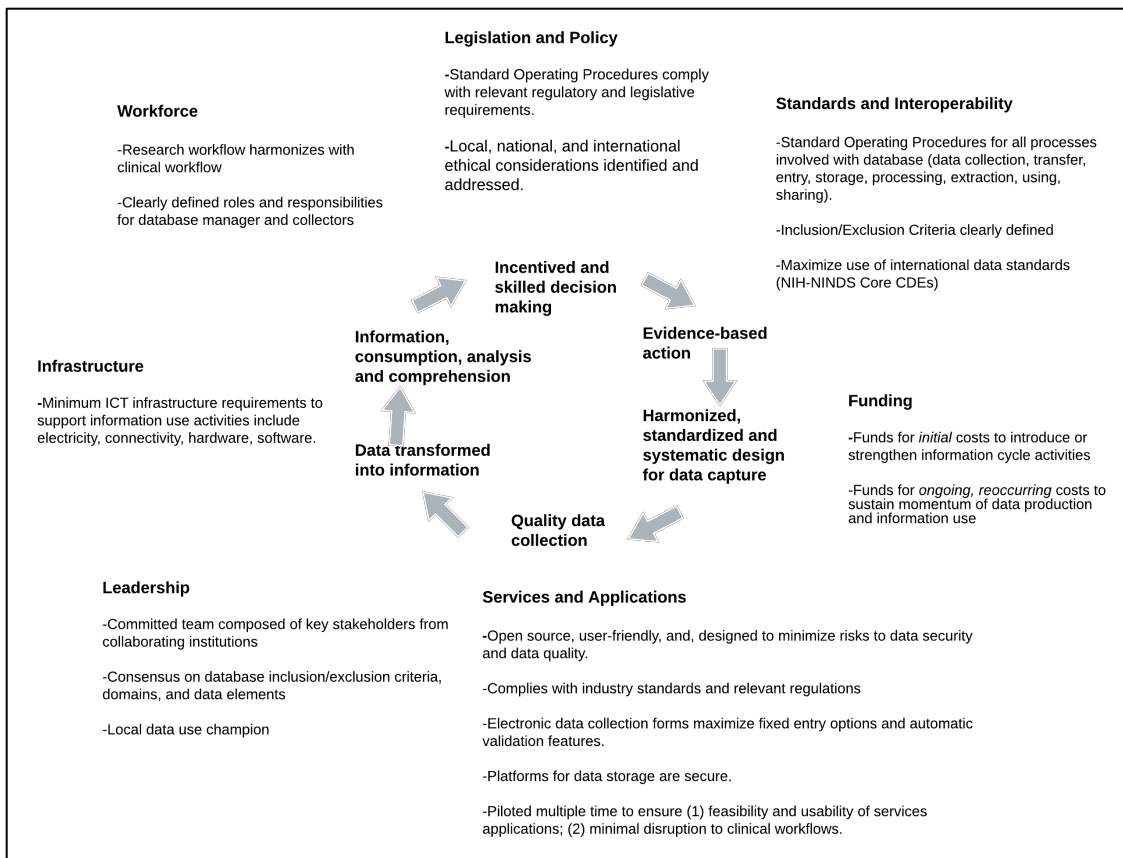 Legislation and Policy
-Standard Operating Procedures comply
with relevant regulatory and legislative
requirements.
-Local, national, and international
ethical considerations identified and
addressed.
Workforce
-Research workflow harmonizes with
clinical workflow
-Clearly defined roles and responsibilities
for database manager and collectors
Standards and Interoperability
-Standard Operating Procedures for all processes
involved with database (data collection, transfer,
entry, storage, processing, extraction, using,
sharing).
-Inclusion/Exclusion Criteria clearly defined
-Maximize use of international data standards
(NIH-NINDS Core CDEs)
Incentived and
skilled decision
making
Evidence-based
action
Harmonized,
standardized and
systematic design
for data capture
Quality data
collection
Data transformed
into information
Information,
consumption, analysis
and comprehension
Infrastructure
-Minimum ICT infrastructure requirements to
support information use activities include
electricity, connectivity, hardware, software.
Funding
-Funds for initial costs to introduce or
strengthen information cycle activities
-Funds for ongoing, reoccurring costs to
sustain momentum of data production
and information use
Leadership
-Committed team composed of key stakeholders from
collaborating institutions
-Consensus on database inclusion/exclusion criteria,
domains, and data elements
-Local data use champion
Services and Applications
-Open source, user-friendly, and, designed to minimize risks to data security
and data quality.
-Complies with industry standards and relevant regulations
-Electronic data collection forms maximize fixed entry options and automatic
validation features.
-Platforms for data storage are secure.
-Piloted multiple time to ensure (1) feasibility and usability of services
applications; (2) minimal disruption to clinical workflows.